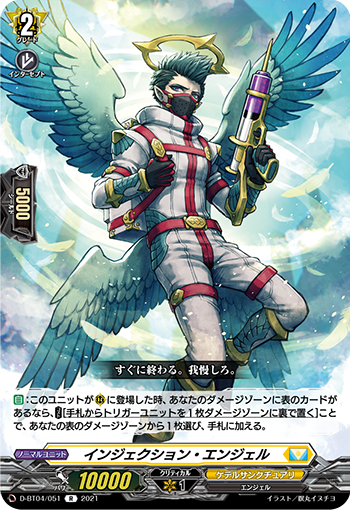 2
グレード
インターセプト
5000
シールド
すぐに終わる。我慢しろ。
自:このユニットがRに登場した時、あなたのダメージゾーンに表のカードが
あるなら、【手札からトリガーユニットを1枚ダメージゾーンに裏で置く】こ
とで、あなたの表のダメージゾーンから1枚選び、手札に加える。
ノーマルユニット
インジェクション・エンジェル
パワー
10000
クリティカル
1
ケテルサンクチュアリ
エンジェル
D-BT04/051 R 2021
イラスト/萩丸イヌチヨ